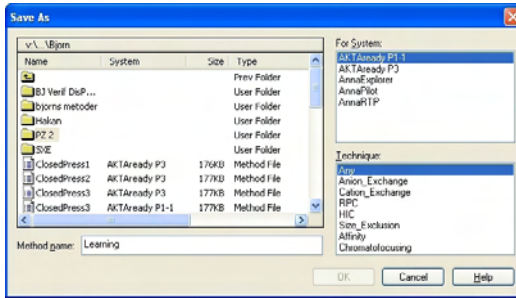 Save As
v:\...\Bjorn
Name System Size Type
Prev Folder
BJ Verif DisP... User Folder
bjorns metoder User Folder
Hakan User Folder
PZ 2 User Folder
SXE User Folder
ClosedPress1 AKTAready P3 176KB Method File
ClosedPress2 AKTAready P3 177KB Method File
ClosedPress3 AKTAready P3 177KB Method File
ClosedPress3 AKTAready P1-1 177KB Method File
Method name: Learning
For System:
AKTAready P1-1
AKTAready P3
AnnaExplorer
AnnaPilot
AnnaRTP
Technique:
Any
Anion_Exchange
Cation_Exchange
RPC
HIC
Size_Exclusion
Affinity
Chromatofocusing
OK Cancel Help